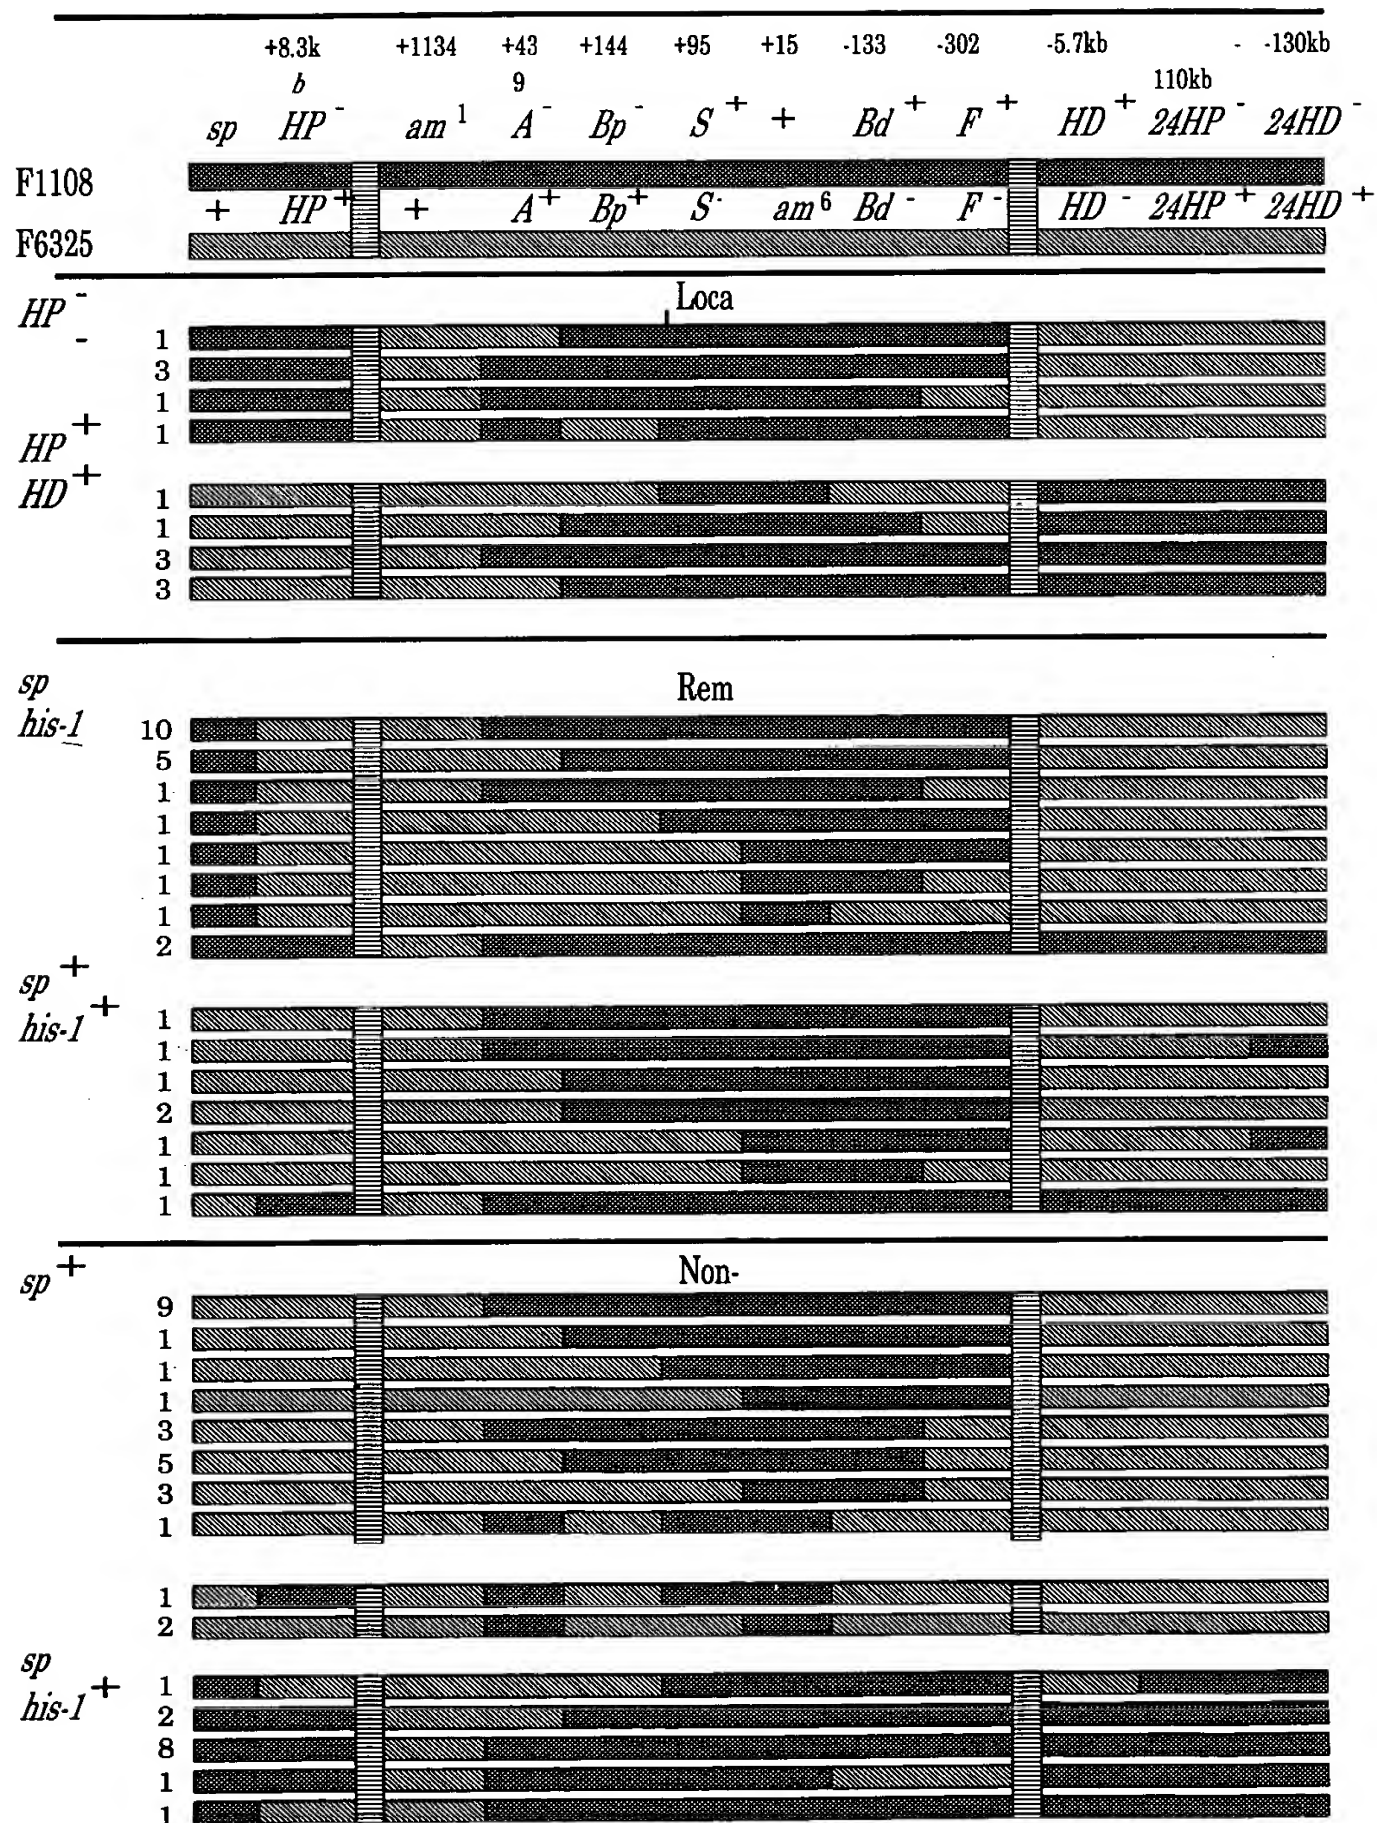 +8.3k +1134 +43 +144 +95 +15 -133 -302 -5.7kb - -130kb
b 9 110kb
sp HP - am 1 A - Bp - S + + Bd + F + HD + 24HP - 24HD -
F1108
+ HP + + A + Bp + S - am 6 Bd - F - HD - 24HP + 24HD +
F6325
HP - Loca
- 1
3
1
HP + 1
HD + 1
1
3
3
sp Rem
his-1 10
5
1
1
1
1
1
2
sp +
his-1 + 1
1
1
2
1
1
1
sp + Non-
9
1
1
1
3
5
3
1
1
2
sp
his-1 + 1
2
8
1
1